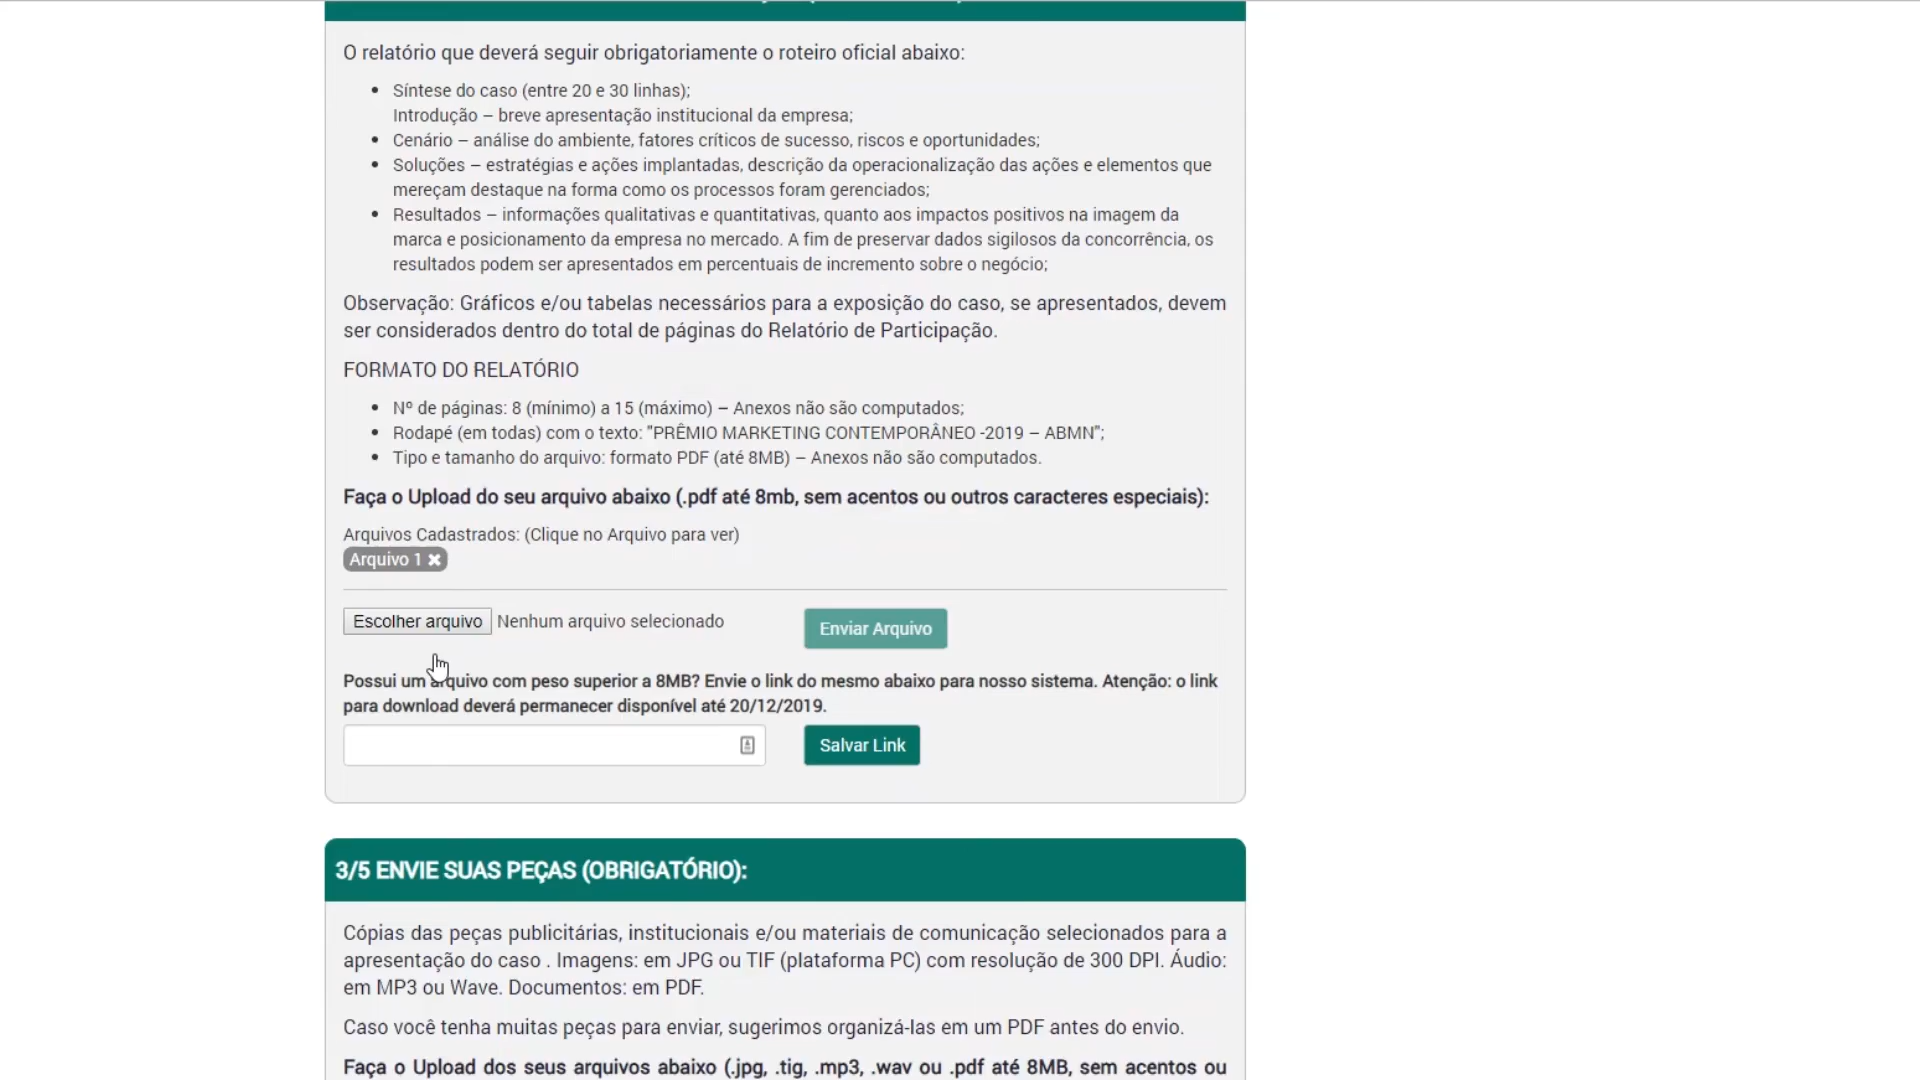 O relatório que deverá seguir obrigatoriamente o roteiro oficial abaixo:
Síntese do caso (entre 20 e 30 linhas);
Introdução – breve apresentação institucional da empresa;
Cenário – análise do ambiente, fatores críticos de sucesso, riscos e oportunidades;
Soluções – estratégias e ações implantadas, descrição da operacionalização das ações e elementos que
mereçam destaque na forma como os processos foram gerenciados;
Resultados – informações qualitativas e quantitativas, quanto aos impactos positivos na imagem da
marca e posicionamento da empresa no mercado. A fim de preservar dados sigilosos da concorrência, os
resultados podem ser apresentados em percentuais de incremento sobre o negócio;
Observação: Gráficos e/ou tabelas necessários para a exposição do caso, se apresentados, devem
ser considerados dentro do total de páginas do Relatório de Participação.
FORMATO DO RELATÓRIO
Nº de páginas: 8 (mínimo) a 15 (máximo) – Anexos não são computados;
Rodapé (em todas) com o texto: "PRÊMIO MARKETING CONTEMPORÂNEO -2019 – ABMN";
Tipo e tamanho do arquivo: formato PDF (até 8MB) – Anexos não são computados.
Faça o Upload do seu arquivo abaixo (.pdf até 8mb, sem acentos ou outros caracteres especiais):
Arquivos Cadastrados: (Clique no Arquivo para ver)
Arquivo 1
Escolher arquivo Nenhum arquivo selecionado Enviar Arquivo
Possui um arquivo com peso superior a 8MB? Envie o link do mesmo abaixo para nosso sistema. Atenção: o link
para download deverá permanecer disponível até 20/12/2019.
Salvar Link
3/5 ENVIE SUAS PEÇAS (OBRIGATÓRIO):
Cópias das peças publicitárias, institucionais e/ou materiais de comunicação selecionados para a
apresentação do caso . Imagens: em JPG ou TIF (plataforma PC) com resolução de 300 DPI. Áudio:
em MP3 ou Wave. Documentos: em PDF.
Caso você tenha muitas peças para enviar, sugerimos organizá-las em um PDF antes do envio.
Faça o Upload dos seus arquivos abaixo (.jpg, .tig, .mp3, .wav ou .pdf até 8MB, sem acentos ou